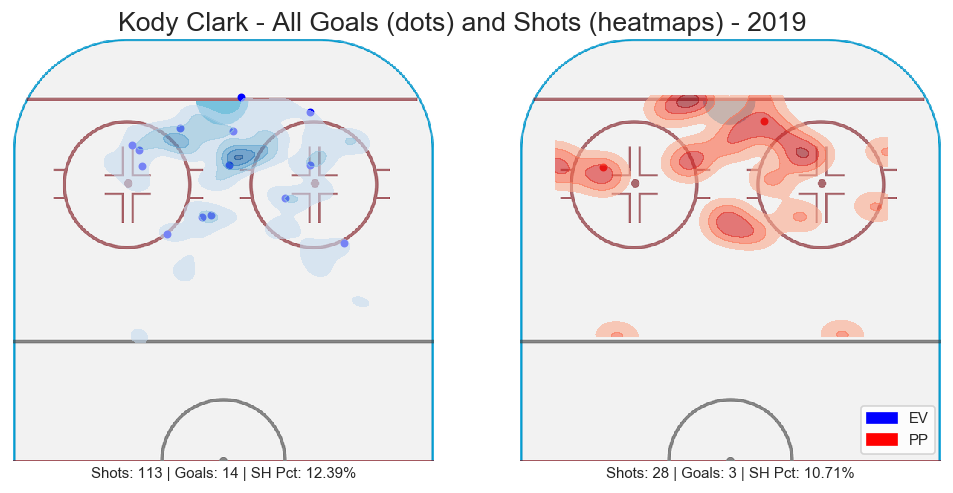 Kody Clark - All Goals (dots) and Shots (heatmaps) - 2019
EV
PP
Shots: 113 | Goals: 14 | SH Pct: 12.39%
Shots: 28 | Goals: 3 | SH Pct: 10.71%